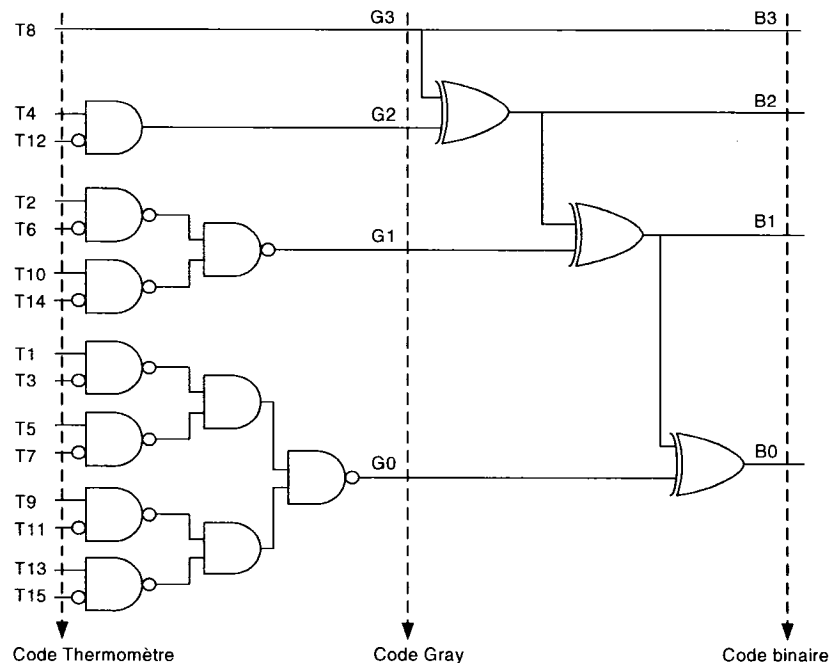 T8
G3
B3
T4
T12
G2
B2
T2
T6
G1
B1
T10
T14
T1
T3
T5
T7
G0
B0
T9
T11
T13
T15
Code Thermomètre
Code Gray
Code binaire